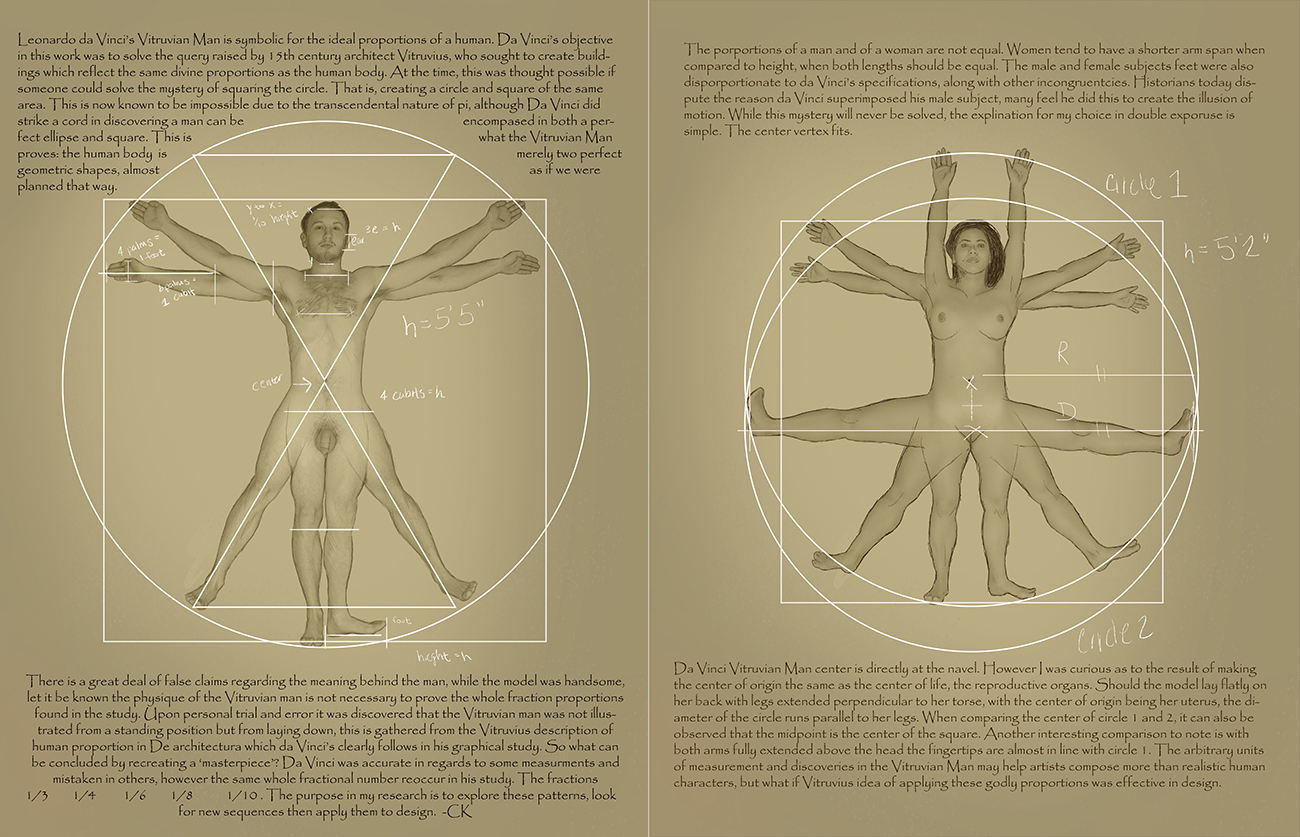 Leonardo da Vinci's Vitruvian Man is symbolic for the ideal proportions of a human. Da Vinci's objective
in this work was to solve the query raised by 15th century architect Vitruvius, who sought to create build-
ings which reflect the same divine proportions as the human body. At the time, this was thought possible if
someone could solve the mystery of squaring the circle. That is, creating a circle and square of the same
area. This is now known to be impossible due to the transcendental nature of pi, although Da Vinci did
strike a cord in discovering a man can be encompased in both a per-
fect ellipse and square. This is what the Vitruvian Man
proves: the human body is merely two perfect
geometric shapes, almost as if we were
planned that way.
y to x =
1/10 height
3e = h
ear
4 palms =
1 foot
6 palms =
1 cubit
h = 5'5"
center
4 cubits = h
foot
height = h
There is a great deal of false claims regarding the meaning behind the man, while the model was handsome,
let it be known the physique of the Vitruvian man is not necessary to prove the whole fraction proportions
found in the study. Upon personal trial and error it was discovered that the Vitruvian man was not illus-
trated from a standing position but from laying down, this is gathered from the Vitruvius description of
human proportion in De architectura which da Vinci's clearly follows in his graphical study. So what can
be concluded by recreating a 'masterpiece'? Da Vinci was accurate in regards to some measurments and
mistaken in others, however the same whole fractional number reoccur in his study. The fractions
1/3 1/4 1/6 1/8 1/10. The purpose in my research is to explore these patterns, look
for new sequences then apply them to design. -CK
The porportions of a man and of a woman are not equal. Women tend to have a shorter arm span when
compared to height, when both lengths should be equal. The male and female subjects feet were also
disporportionate to da Vinci's specifications, along with other incongruentcies. Historians today dis-
pute the reason da Vinci superimposed his male subject, many feel he did this to create the illusion of
motion. While this mystery will never be solved, the explination for my choice in double exporuse is
simple. The center vertex fits.
circle 1
h = 5'2"
R
D
circle 2
Da Vinci Vitruvian Man center is directly at the navel. However I was curious as to the result of making
the center of origin the same as the center of life, the reproductive organs. Should the model lay flatly on
her back with legs extended perpendicular to her torse, with the center of origin being her uterus, the di-
ameter of the circle runs parallel to her legs. When comparing the center of circle 1 and 2, it can also be
observed that the midpoint is the center of the square. Another interesting comparison to note is with
both arms fully extended above the head the fingertips are almost in line with circle 1. The arbitrary units
of measurement and discoveries in the Vitruvian Man may help artists compose more than realistic human
characters, but what if Vitruvius idea of applying these godly proportions was effective in design.